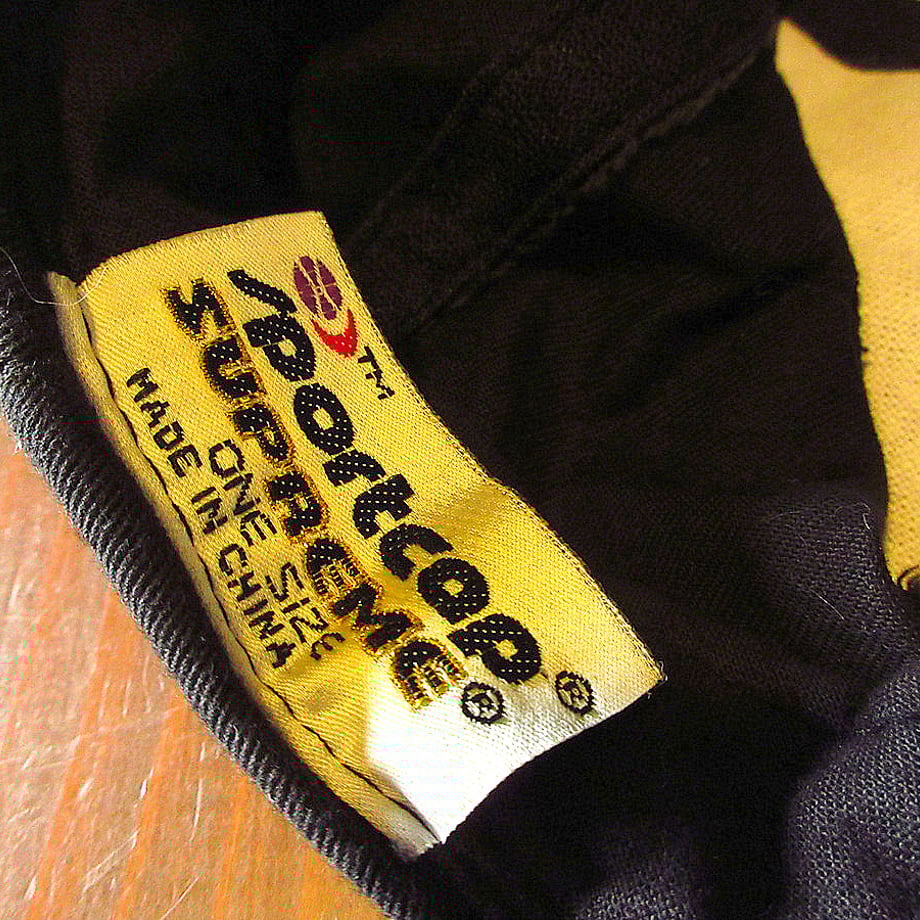 TM
sportcap®
SUPREME®
ONE SIZE
MADE IN CHINA